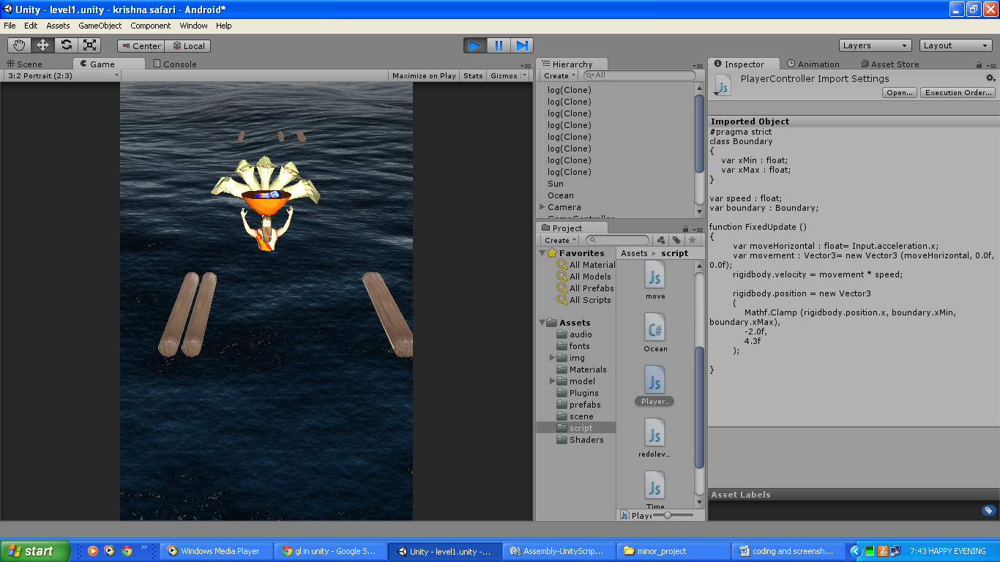 Unity - level1.unity - krishna safari - Android*
File Edit Assets GameObject Component Window Help
Center Local
Layers Layout
Scene Game Console
3:2 Portrait (2:3) Maximize on Play Stats Gizmos
Hierarchy
Create All
log(Clone)
log(Clone)
log(Clone)
log(Clone)
log(Clone)
log(Clone)
log(Clone)
log(Clone)
Sun
Ocean
Camera
GameController
Project
Create
Favorites
All Material
All Models
All Prefabs
All Scripts
Assets
audio
fonts
img
Materials
model
Plugins
prefabs
scene
script
Shaders
Assets script
Js
move
C#
Ocean
Js
Player...
Js
redolev...
Js
Time
Js Playe
Inspector Animation Asset Store
Js
PlayerController Import Settings
Open... Execution Order...
Imported Object
#pragma strict
class Boundary
{
var xMin : float;
var xMax : float;
}
var speed : float;
var boundary : Boundary;
function FixedUpdate ()
{
var moveHorizontal : float= Input.acceleration.x;
var movement : Vector3= new Vector3 (moveHorizontal, 0.0f,
0.0f);
rigidbody.velocity = movement * speed;
rigidbody.position = new Vector3
(
Mathf.Clamp (rigidbody.position.x, boundary.xMin,
boundary.xMax),
-2.0f,
4.3f
);
}
Asset Labels
start
Windows Media Player
gl in unity - Google S...
Unity - level1.unity -...
Assembly-UnityScrip...
minor_project
coding and screensh...
7:43 HAPPY EVENING